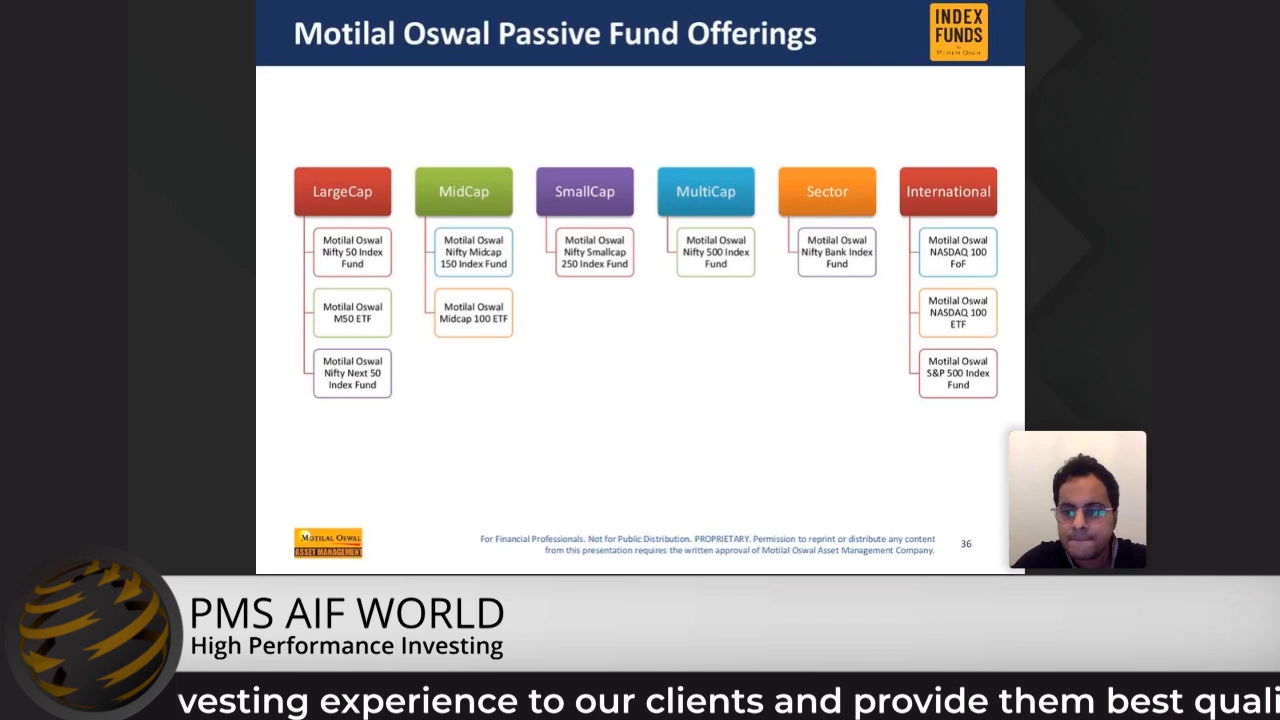 Motilal Oswal Passive Fund Offerings
INDEX
FUNDS
LargeCap
Motilal Oswal
Nifty 50 Index
Fund
Motilal Oswal
M50 ETF
Motilal Oswal
Nifty Next 50
Index Fund
MidCap
Motilal Oswal
Nifty Midcap
150 Index Fund
Motilal Oswal
Midcap 100 ETF
SmallCap
Motilal Oswal
Nifty Smallcap
250 Index Fund
MultiCap
Motilal Oswal
Nifty 500 Index
Fund
Sector
Motilal Oswal
Nifty Bank Index
Fund
International
Motilal Oswal
NASDAQ 100
FoF
Motilal Oswal
NASDAQ 100
ETF
Motilal Oswal
S&P 500 Index
Fund
MOTILAL OSWAL
ASSET MANAGEMENT
For Financial Professionals. Not for Public Distribution. PROPRIETARY. Permission to reprint or distribute any content
from this presentation requires the written approval of Motilal Oswal Asset Management Company.
36
PMS AIF WORLD
High Performance Investing
vesting experience to our clients and provide them best quali